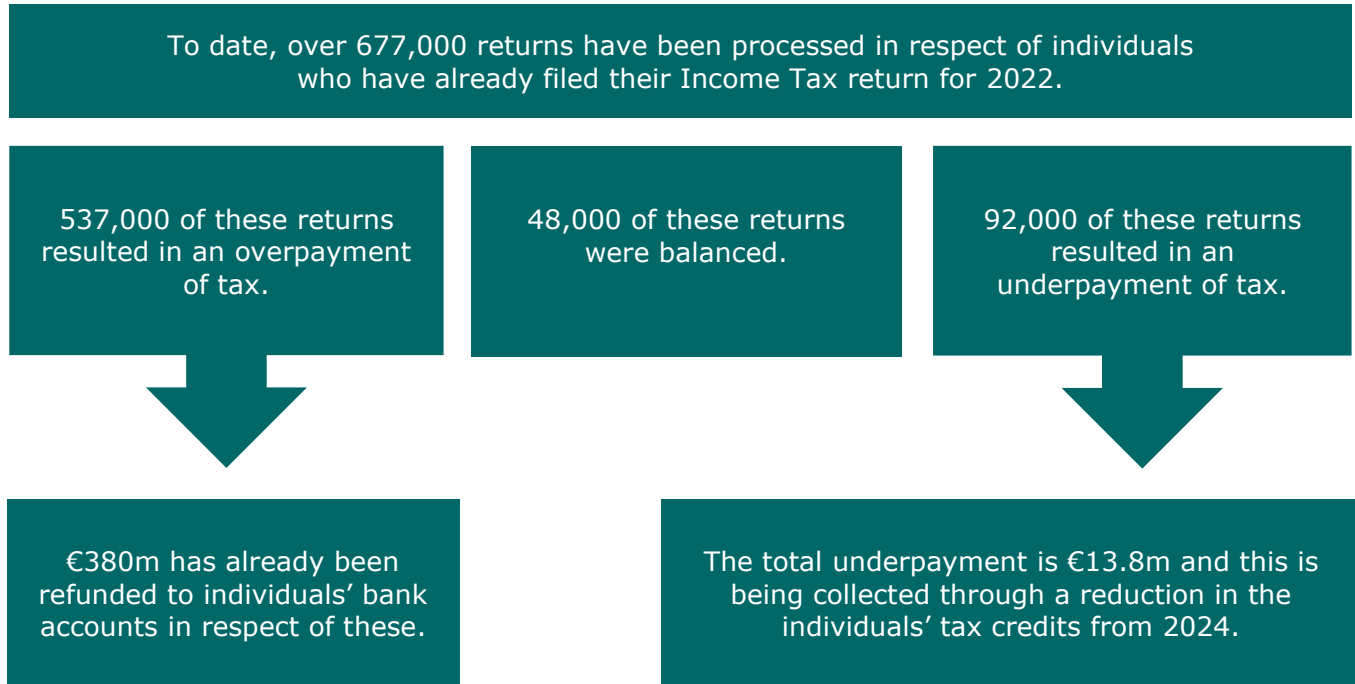 To date, over 677,000 returns have been processed in respect of individuals
who have already filed their Income Tax return for 2022.
537,000 of these returns
resulted in an overpayment
of tax.
48,000 of these returns
were balanced.
92,000 of these returns
resulted in an
underpayment of tax.
€380m has already been
refunded to individuals’ bank
accounts in respect of these.
The total underpayment is €13.8m and this is
being collected through a reduction in the
individuals’ tax credits from 2024.